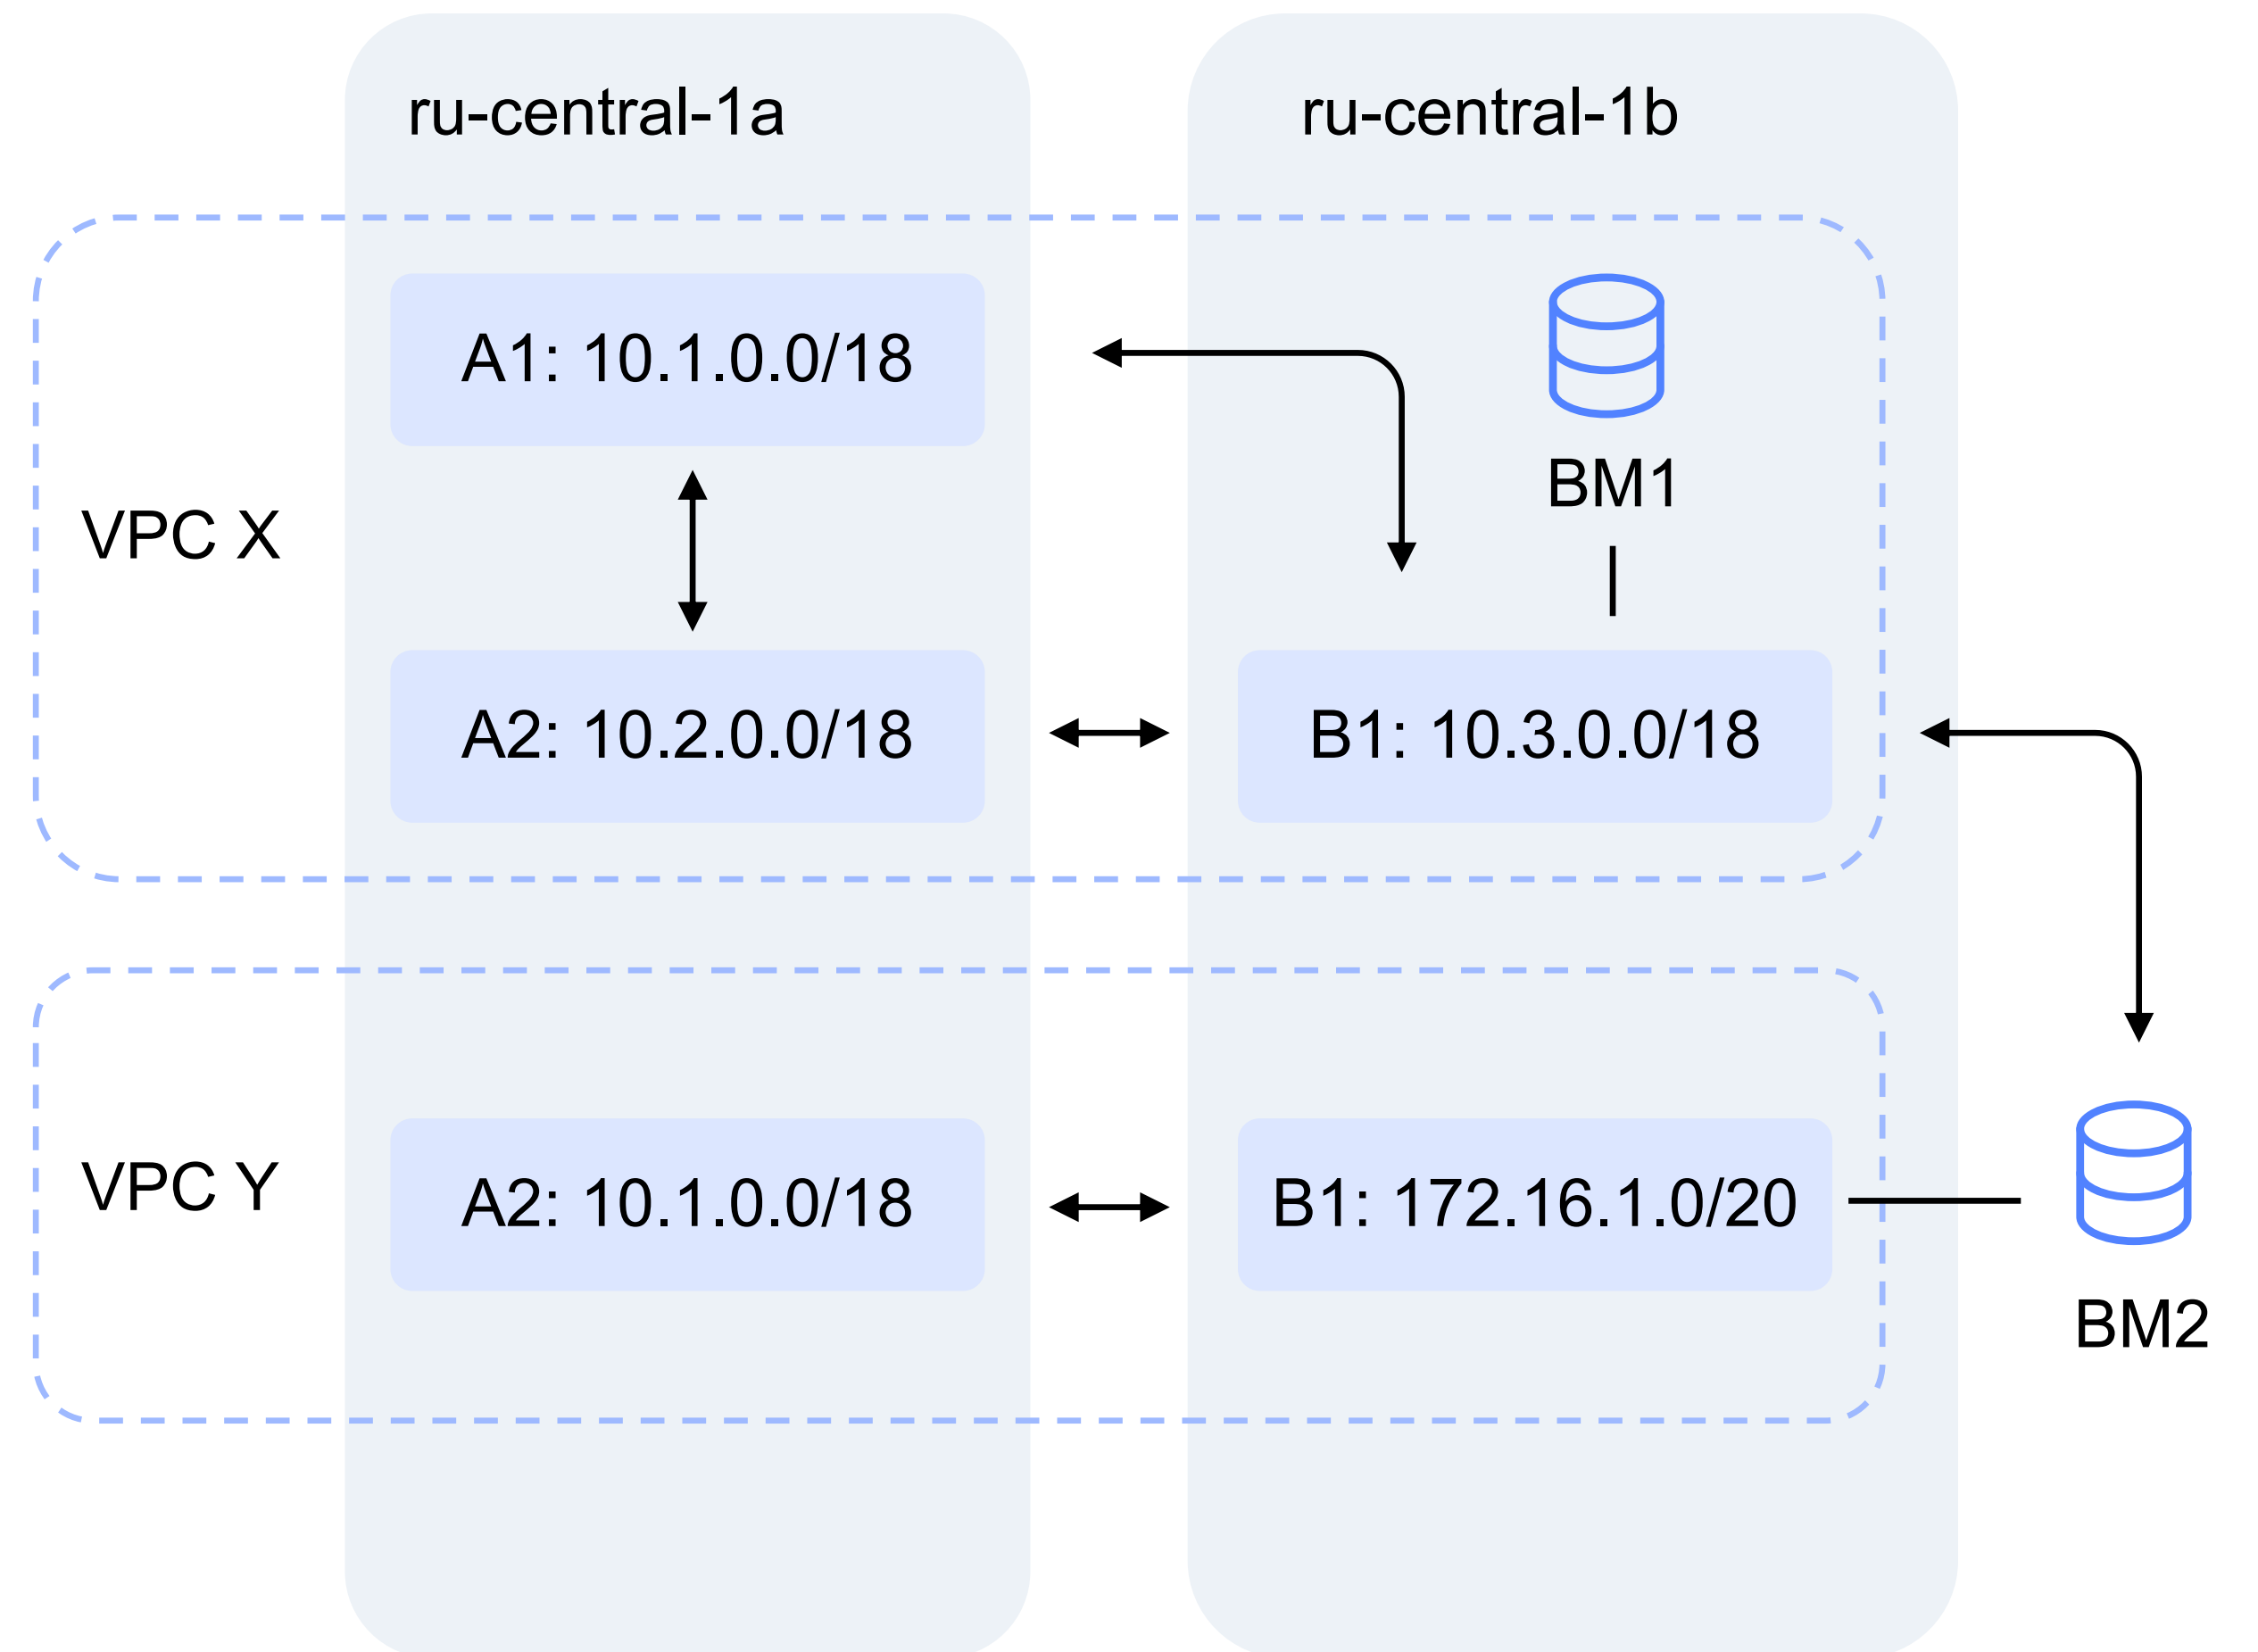 ru-central-1a
ru-central-1b
A1: 10.1.0.0/18
BM1
VPC X
A2: 10.2.0.0/18
B1: 10.3.0.0/18
VPC Y
A2: 10.1.0.0/18
B1: 172.16.1.0/20
BM2